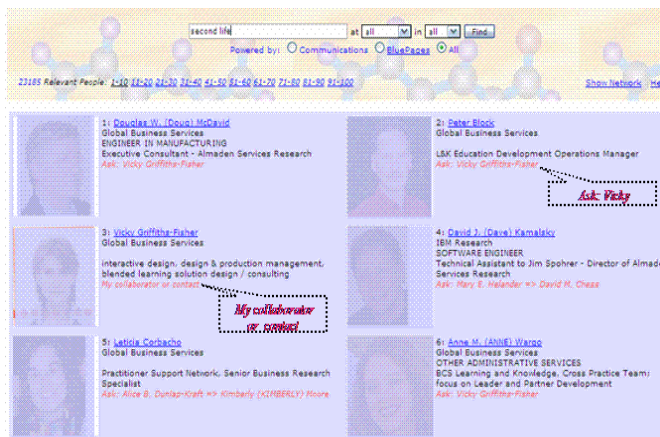 second life at all in all Find
Powered by: Communications BluePages All
23185 Relevant People: 1-10 11-20 21-30 31-40 41-50 51-60 61-70 71-80 81-90 91-100 Show Network He
1: Douglas W. (Doug) McDavid
Global Business Services
ENGINEER IN MANUFACTURING
Executive Consultant - Almaden Services Research
Ask: Vicky Griffiths-Fisher
2: Peter Block
Global Business Services
L&K Education Development Operations Manager
Ask: Vicky Griffiths-Fisher
Ask: Vicky
3: Vicky Griffiths-Fisher
Global Business Services
interactive design, design & production management,
blended learning solution design / consulting
My collaborator or contact
My collaborator
or contact
4: David J. (Dave) Kamalsky
IBM Research
SOFTWARE ENGINEER
Technical Assistant to Jim Spohrer - Director of Almade
Services Research
Ask: Mary E. Helander => David M. Chess
5: Leticia Corbacho
Global Business Services
Practitioner Support Network, Senior Business Research
Specialist
Ask: Alice B. Dunlap-Kraft => Kimberly (KIMBERLY) Moore
6: Anne M. (ANNE) Wargo
Global Business Services
OTHER ADMINISTRATIVE SERVICES
BCS Learning and Knowledge, Cross Practice Team;
focus on Leader and Partner Development
Ask: Vicky Griffiths-Fisher